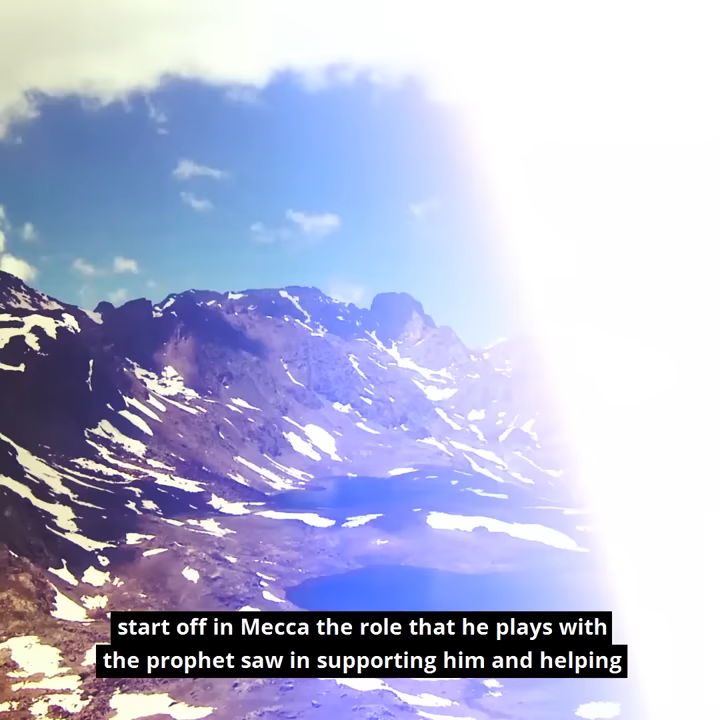 start off in Mecca the role that he plays with
the prophet saw in supporting him and helping